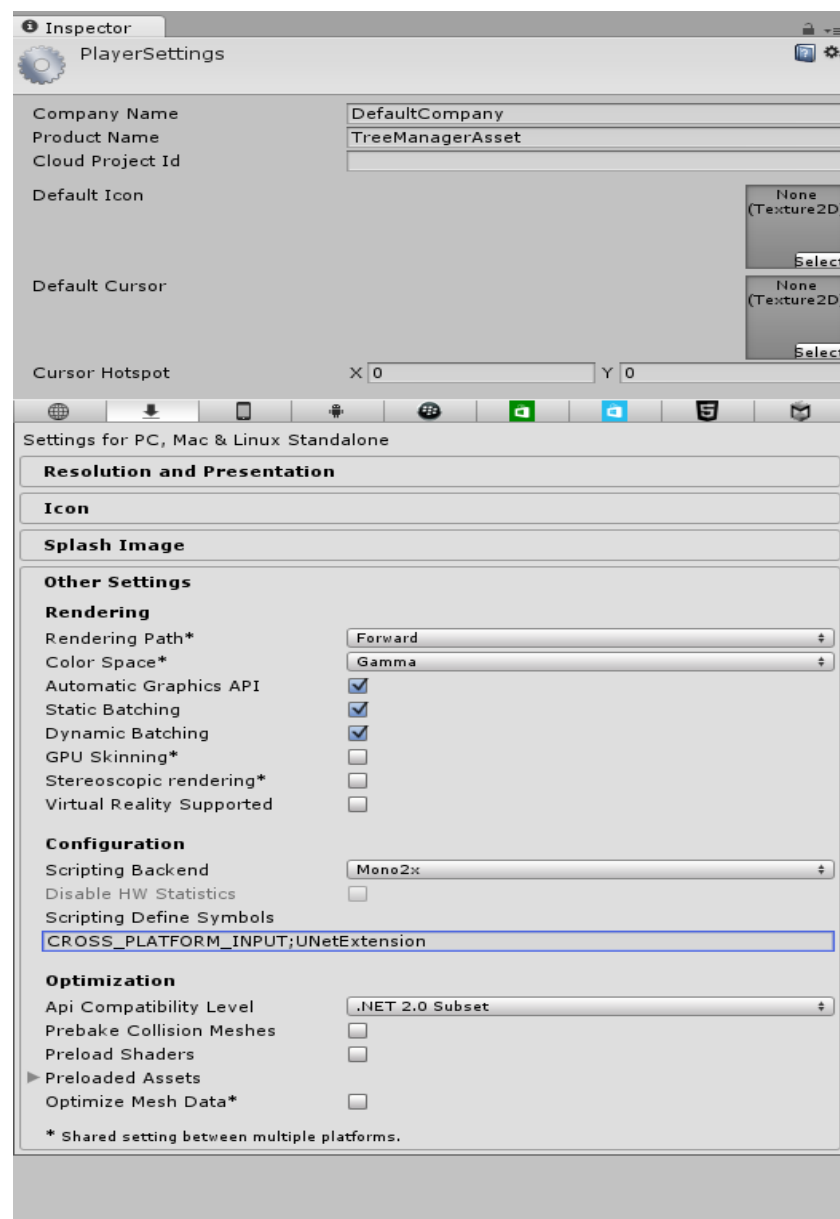 Inspector
PlayerSettings
Company Name DefaultCompany
Product Name TreeManagerAsset
Cloud Project Id
Default Icon None
(Texture2D)
Select
Default Cursor None
(Texture2D)
Select
Cursor Hotspot X 0 Y 0
Settings for PC, Mac & Linux Standalone
Resolution and Presentation
Icon
Splash Image
Other Settings
Rendering
Rendering Path* Forward
Color Space* Gamma
Automatic Graphics API
Static Batching
Dynamic Batching
GPU Skinning*
Stereoscopic rendering*
Virtual Reality Supported
Configuration
Scripting Backend Mono2x
Disable HW Statistics
Scripting Define Symbols
CROSS_PLATFORM_INPUT;UNetExtension
Optimization
Api Compatibility Level .NET 2.0 Subset
Prebake Collision Meshes
Preload Shaders
Preloaded Assets
Optimize Mesh Data*
* Shared setting between multiple platforms.